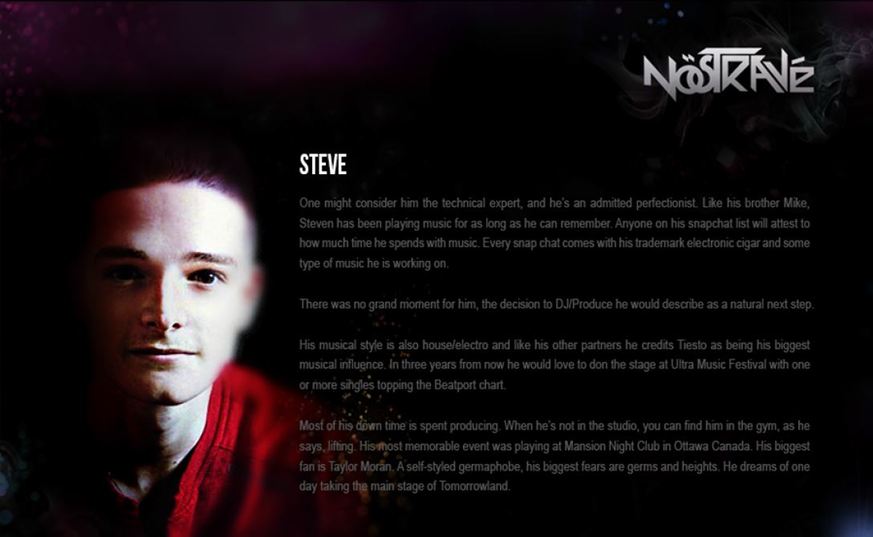 NÖSTRAVÉ
STEVE
One might consider him the technical expert, and he's an admitted perfectionist. Like his brother Mike,
Steven has been playing music for as long as he can remember. Anyone on his snapchat list will attest to
how much time he spends with music. Every snap chat comes with his trademark electronic cigar and some
type of music he is working on.
There was no grand moment for him, the decision to DJ/Produce he would describe as a natural next step.
His musical style is also house/electro and like his other partners he credits Tiesto as being his biggest
musical influence. In three years from now he would love to don the stage at Ultra Music Festival with one
or more singles topping the Beatport chart.
Most of his down time is spent producing. When he's not in the studio, you can find him in the gym, as he
says, lifting. His most memorable event was playing at Mansion Night Club in Ottawa Canada. His biggest
fan is Taylor Moran. A self-styled germaphobe, his biggest fears are germs and heights. He dreams of one
day taking the main stage of Tomorrowland.